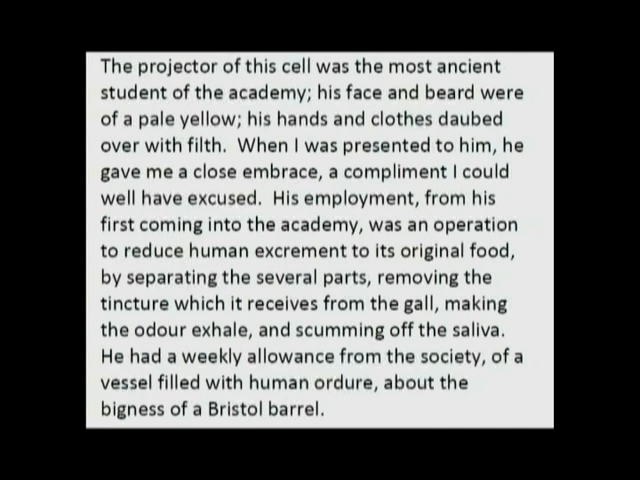 The projector of this cell was the most ancient
student of the academy; his face and beard were
of a pale yellow; his hands and clothes daubed
over with filth.  When I was presented to him, he
gave me a close embrace, a compliment I could
well have excused.  His employment, from his
first coming into the academy, was an operation
to reduce human excrement to its original food,
by separating the several parts, removing the
tincture which it receives from the gall, making
the odour exhale, and scumming off the saliva.
He had a weekly allowance from the society, of a
vessel filled with human ordure, about the
bigness of a Bristol barrel.